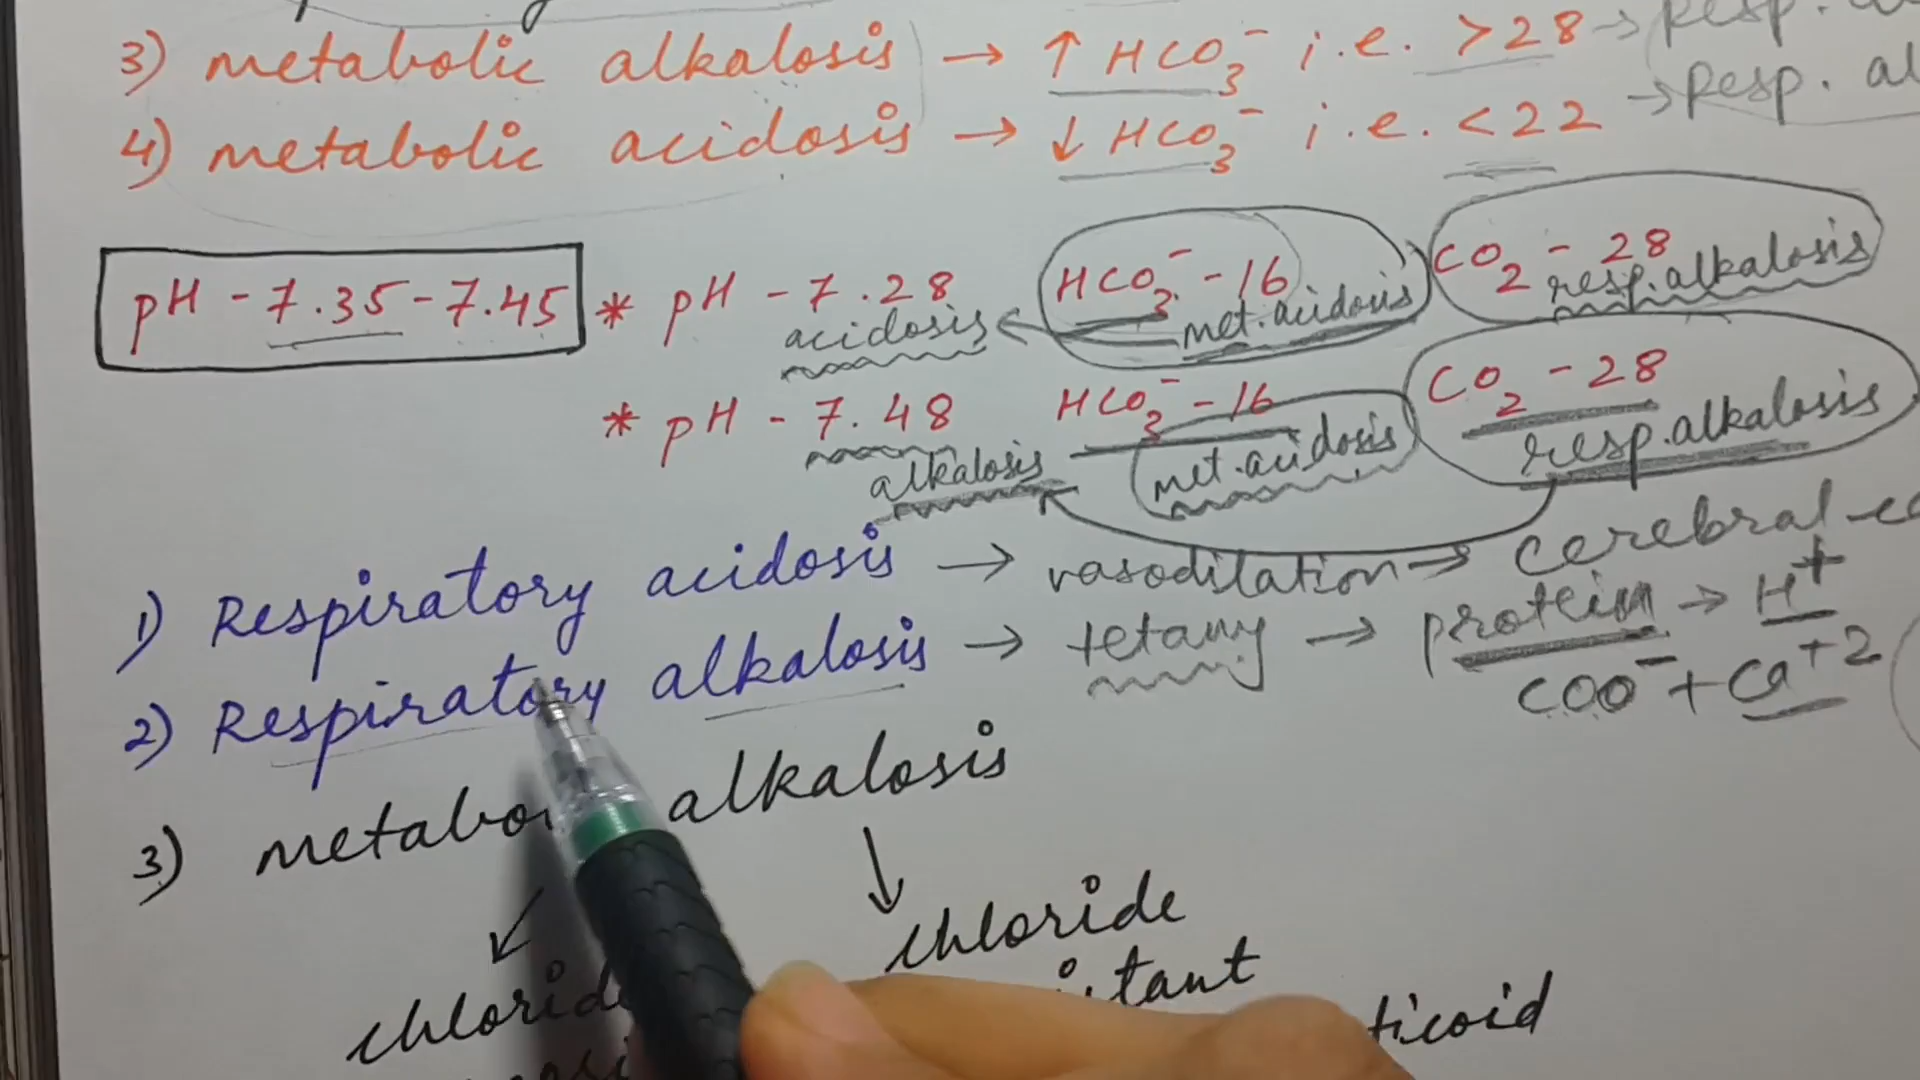 3) metabolic alkalosis → ↑ HCO3⁻ i.e. >28 → Resp.
4) metabolic acidosis → ↓ HCO3⁻ i.e. <22 → Resp. al
pH - 7.35 - 7.45 * pH - 7.28 HCO3⁻ - 16 CO2 - 28
acidosis ← met. acidosis resp. alkalosis
* pH - 7.48 HCO3⁻ - 16 CO2 - 28
alkalosis met. acidosis resp. alkalosis
1) Respiratory acidosis → vasodilation → cerebral
2) Respiratory alkalosis → tetany → protein → H+
COO⁻ + Ca+2
3) metabo alkalosis
↙ ↓
chloride chloride
istant
ticoid